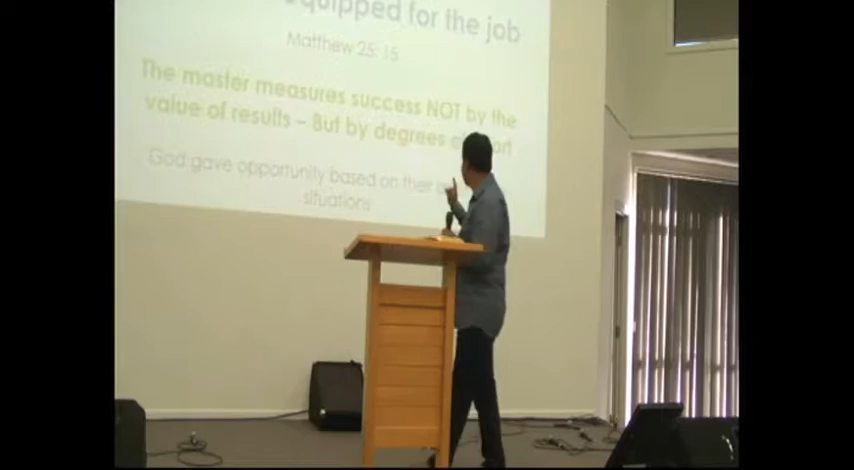 equipped for the job
Matthew 25: 15
The master measures success NOT by the
value of results – But by degrees
God gave opportunity based on their
situations